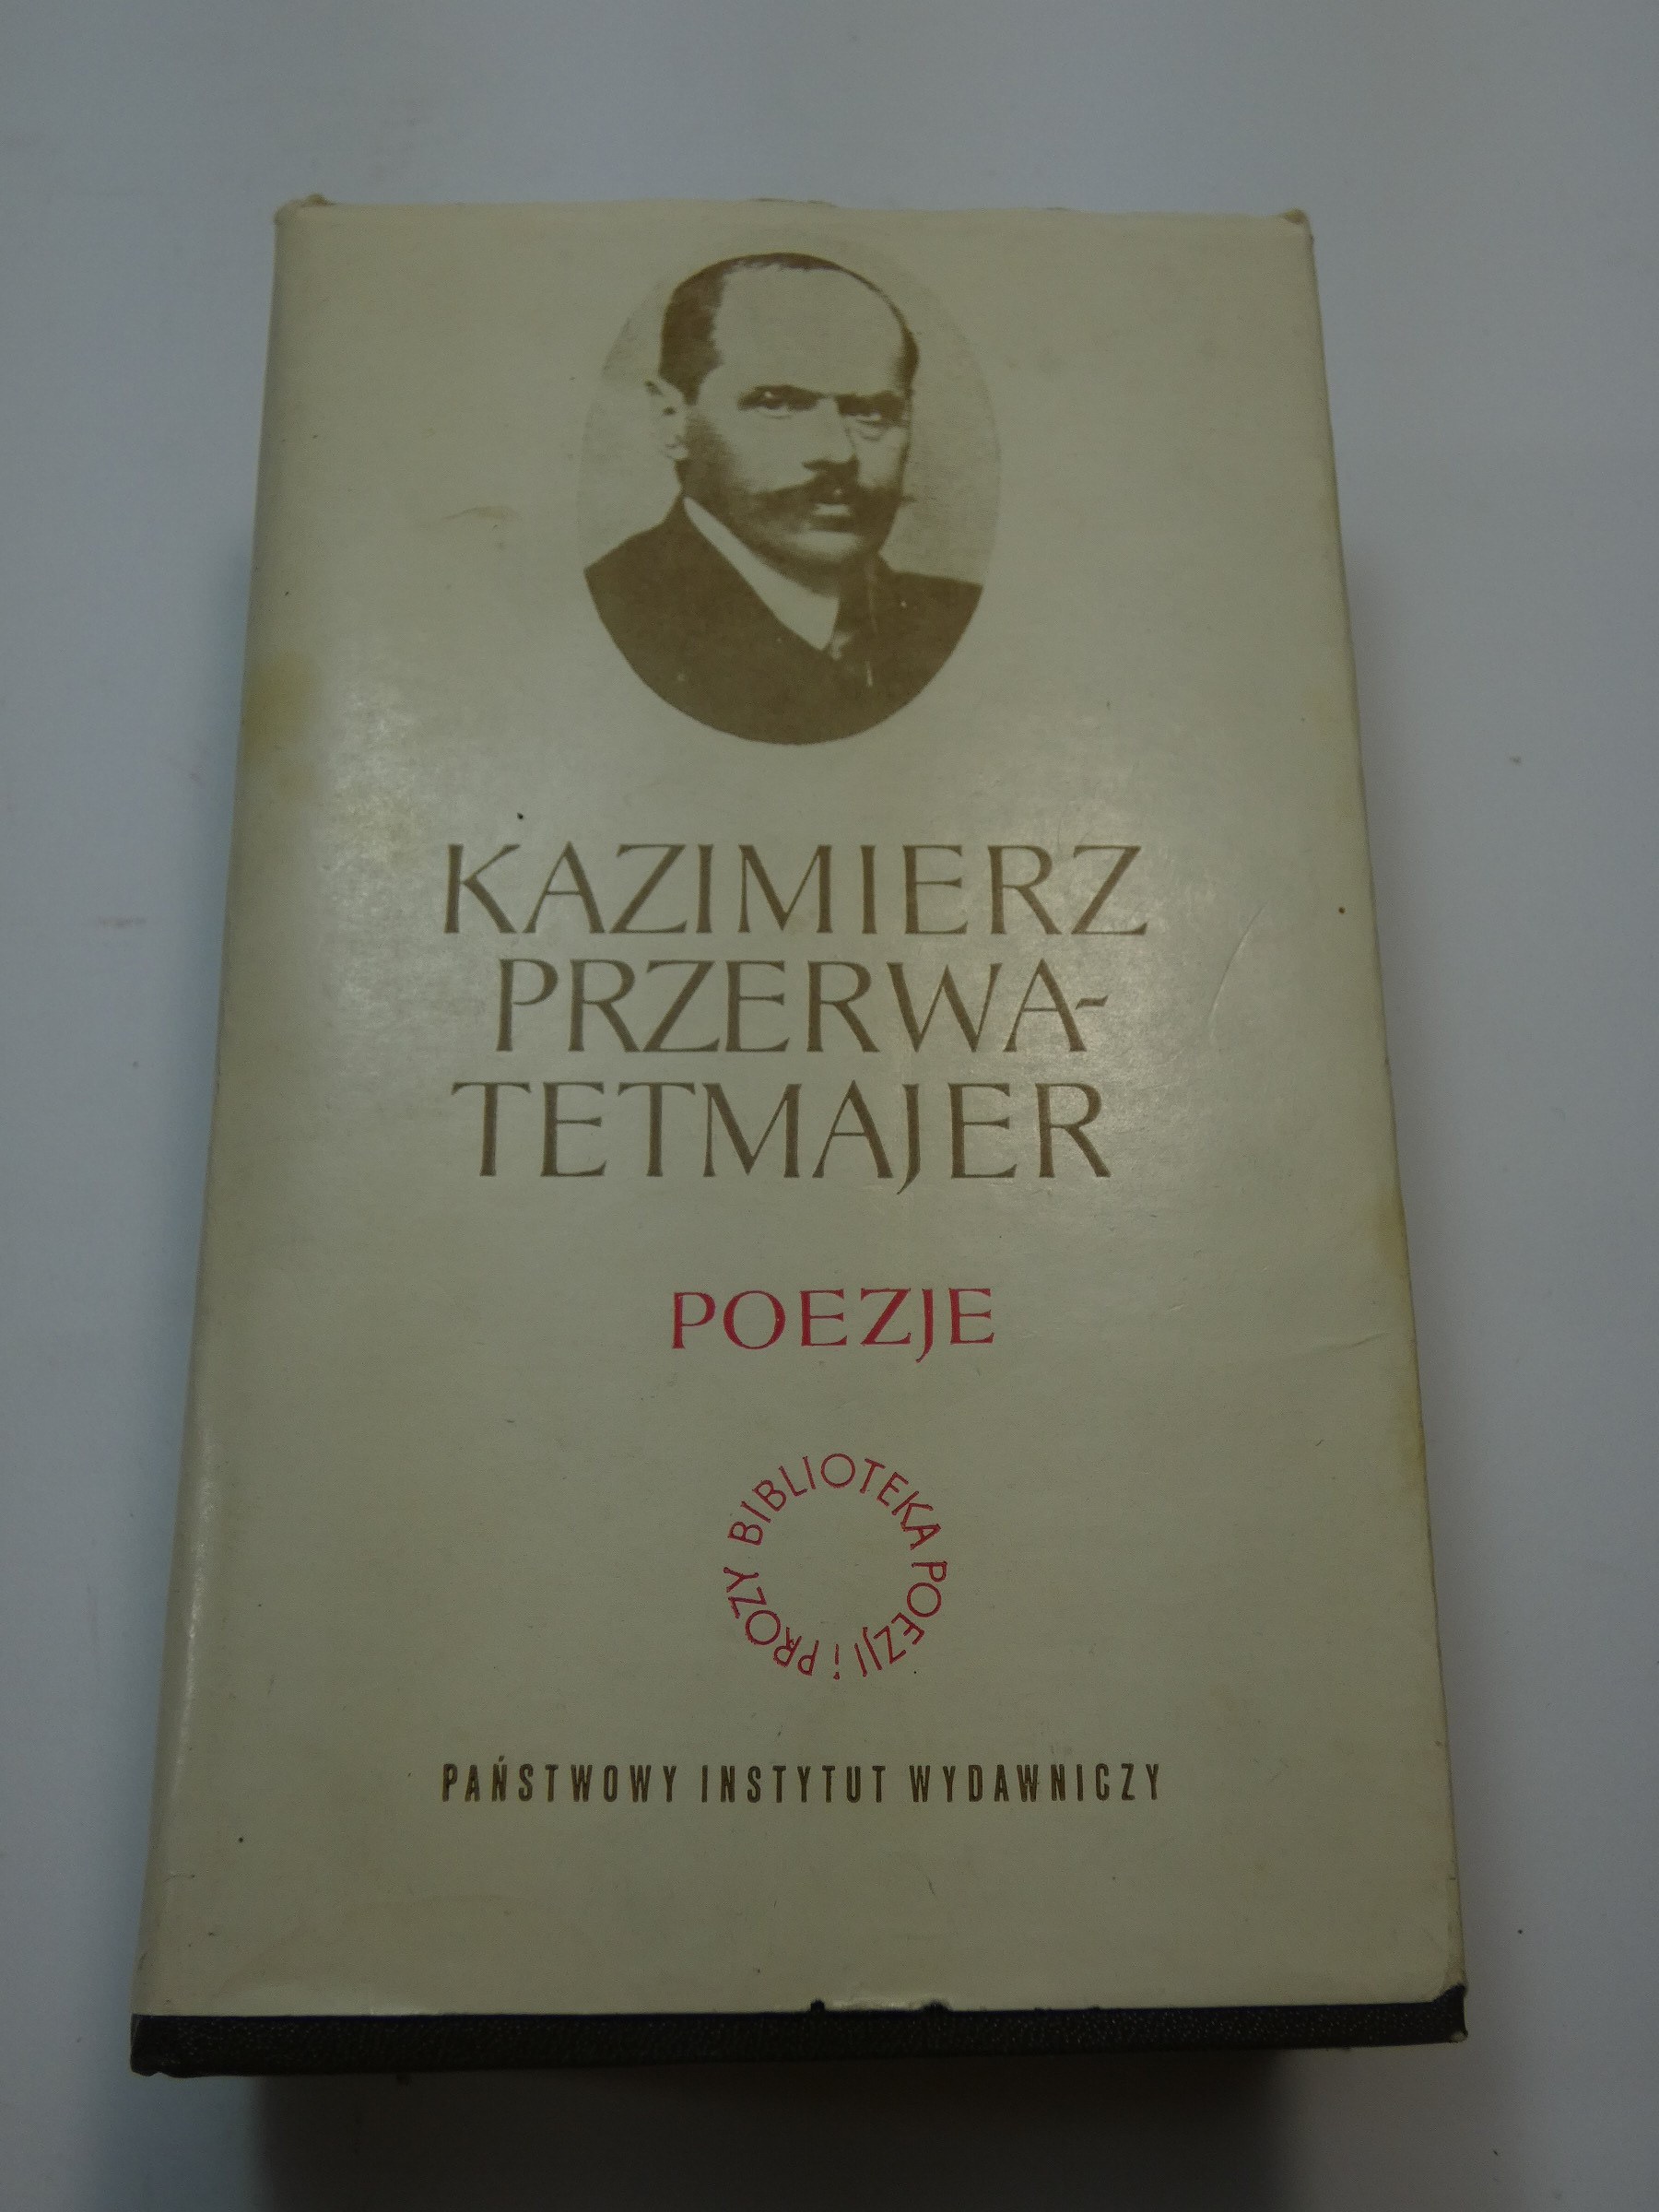 KAZIMIERZ
PRZERWA-
TETMAJER
POEZJE
BIBLIOTEKA POEZJI i PROZY
PAŃSTWOWY INSTYTUT WYDAWNICZY